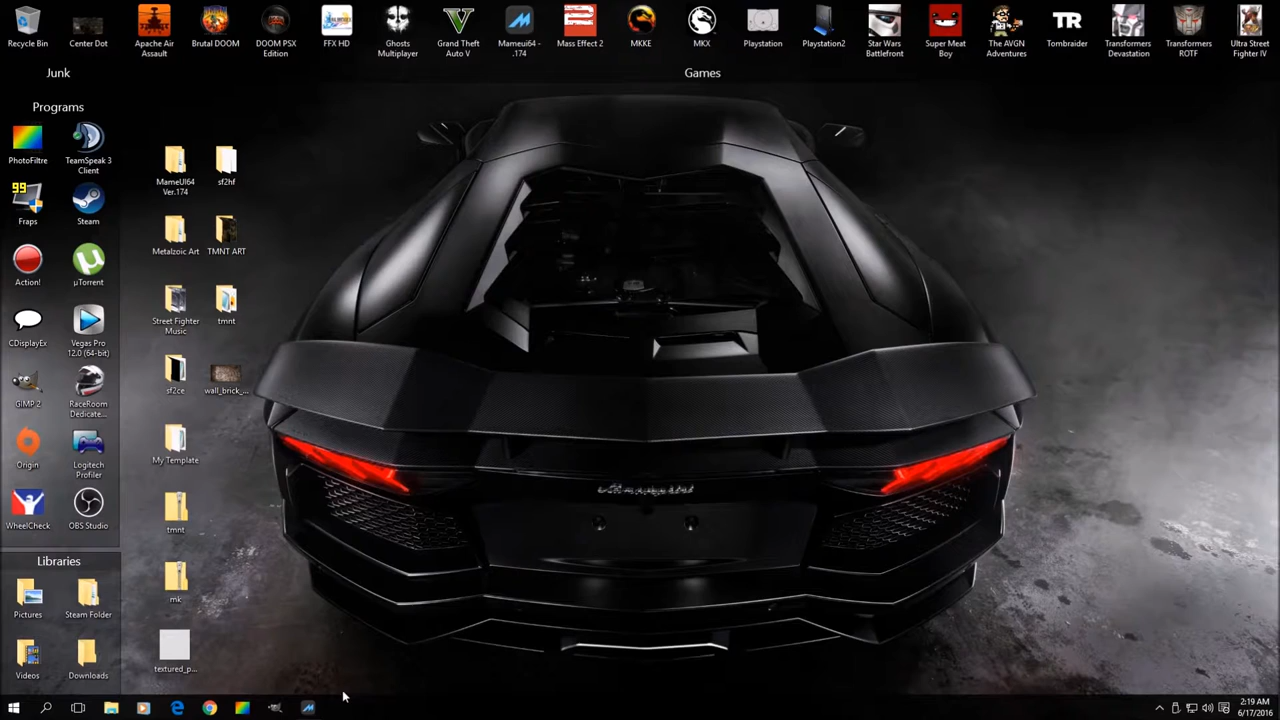 Recycle Bin
Center Dot
Apache Air Assault
Brutal DOOM
DOOM PSX Edition
FFX HD
Ghosts Multiplayer
Grand Theft Auto V
Mameui64 - .174
Mass Effect 2
MKKE
MKX
Playstation
Playstation2
Star Wars Battlefront
Super Meat Boy
The AVGN Adventures
TR
Tombraider
Transformers Devastation
Transformers ROTF
Ultra Street Fighter IV
Junk
Games
Programs
PhotoFiltre
TeamSpeak 3 Client
99
Fraps
Steam
Action!
µTorrent
CDisplayEx
Vegas Pro 12.0 (64-bit)
GIMP 2
RaceRoom Dedicate...
Origin
Logitech Profiler
WheelCheck
OBS Studio
MameUI64 Ver.174
sf2hf
Metalzoic Art
TMNT ART
Street Fighter Music
tmnt
sf2ce
wall_brick_...
My Template
tmnt
mk
textured_p...
Libraries
Pictures
Steam Folder
Videos
Downloads
2:19 AM
6/17/2016